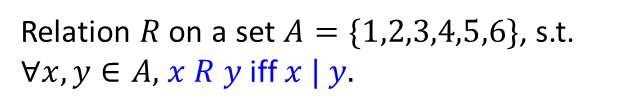 Relation R on a set A = {1,2,3,4,5,6}, s.t.
∀x, y ∈ A, x R y iff x | y.